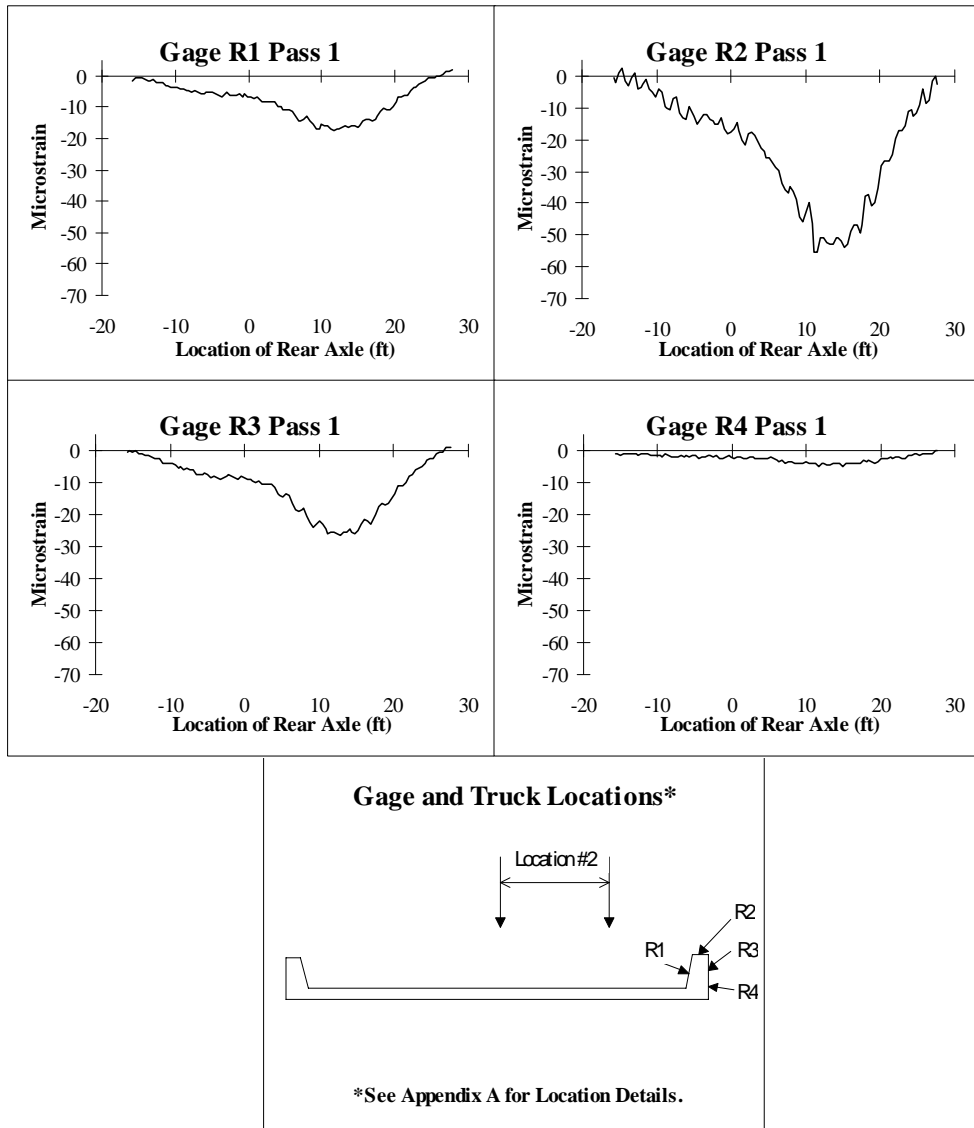 Gage R1 Pass 1
0
-10
-20
-30
-40
-50
-60
-70
Microstrain
-20 -10 0 10 20 30
Location of Rear Axle (ft)
Gage R2 Pass 1
0
-10
-20
-30
-40
-50
-60
-70
Microstrain
-20 -10 0 10 20 30
Location of Rear Axle (ft)
Gage R3 Pass 1
0
-10
-20
-30
-40
-50
-60
-70
Microstrain
-20 -10 0 10 20 30
Location of Rear Axle (ft)
Gage R4 Pass 1
0
-10
-20
-30
-40
-50
-60
-70
Microstrain
-20 -10 0 10 20 30
Location of Rear Axle (ft)
Gage and Truck Locations*
Location #2
R2
R1
R3
R4
*See Appendix A for Location Details.